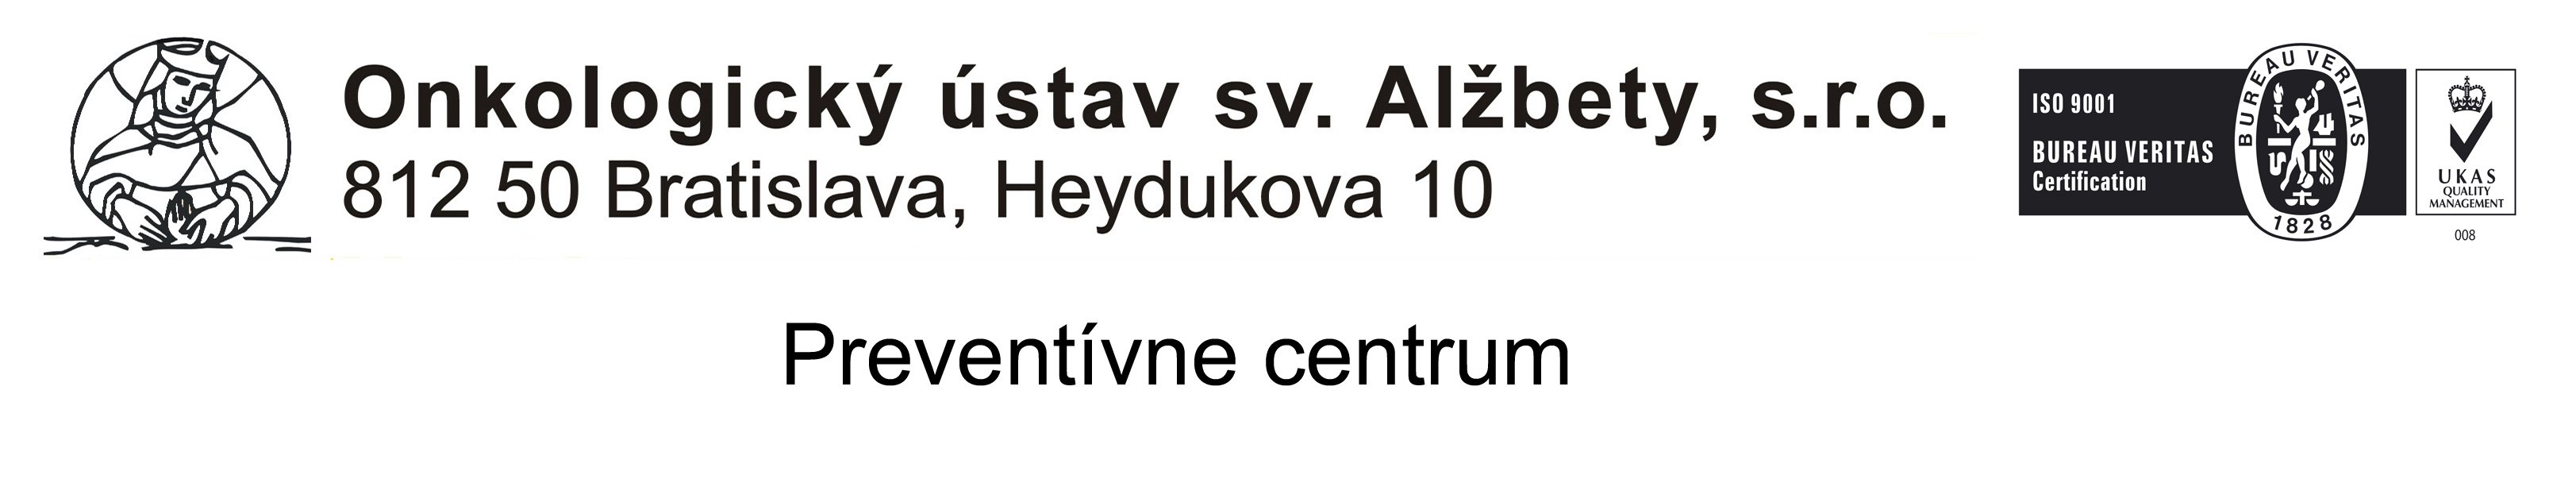 Onkologický ústav sv. Alžbety, s.r.o.
812 50 Bratislava, Heydukova 10
ISO 9001
BUREAU VERITAS
Certification
BUREAU VERITAS
1828
UKAS
QUALITY
MANAGEMENT
008
Preventívne centrum